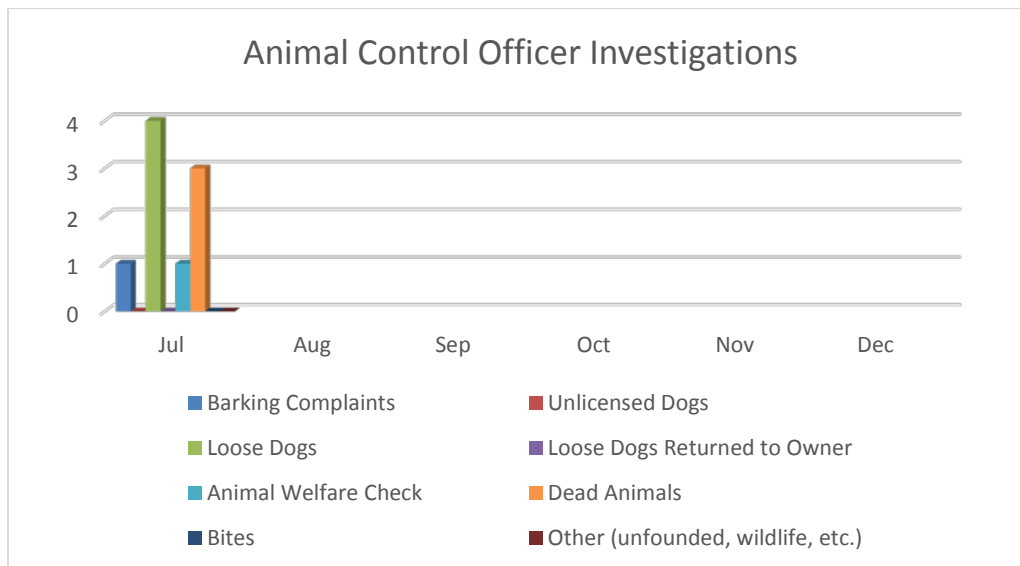 Animal Control Officer Investigations
4
3
2
1
0
Jul Aug Sep Oct Nov Dec
Barking Complaints Unlicensed Dogs
Loose Dogs Loose Dogs Returned to Owner
Animal Welfare Check Dead Animals
Bites Other (unfounded, wildlife, etc.)